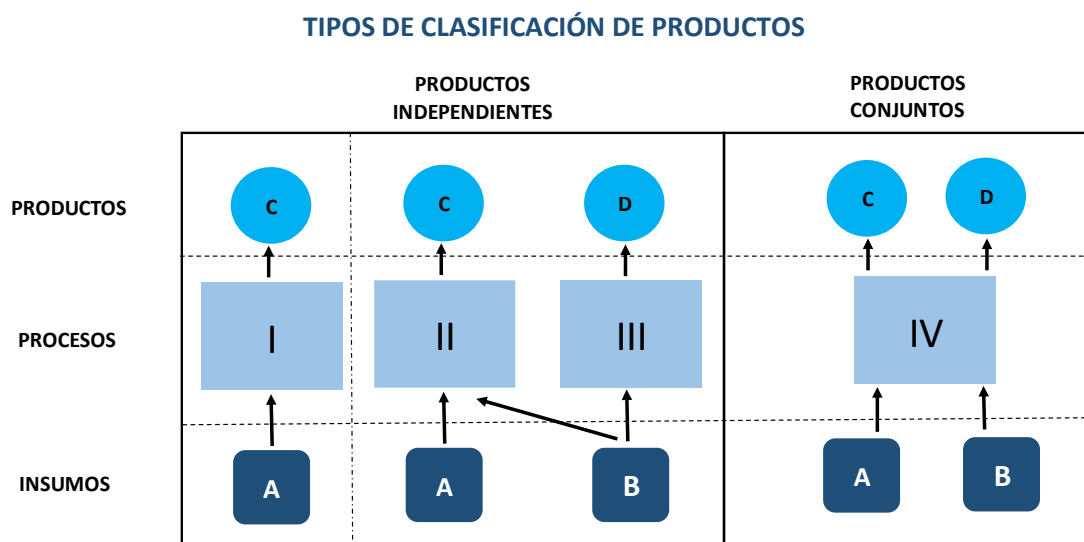 TIPOS DE CLASIFICACIÓN DE PRODUCTOS
PRODUCTOS
INDEPENDIENTES
PRODUCTOS
CONJUNTOS
PRODUCTOS
C
C
D
C
D
PROCESOS
I
II
III
IV
INSUMOS
A
A
B
A
B